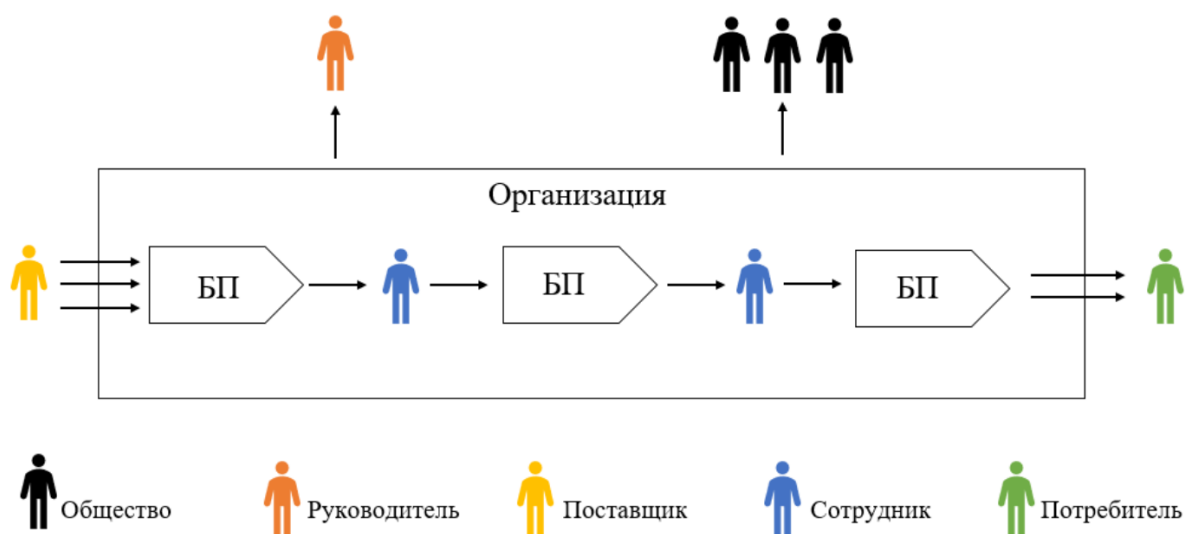 Организация
БП
БП
БП
Общество
Руководитель
Поставщик
Сотрудник
Потребитель